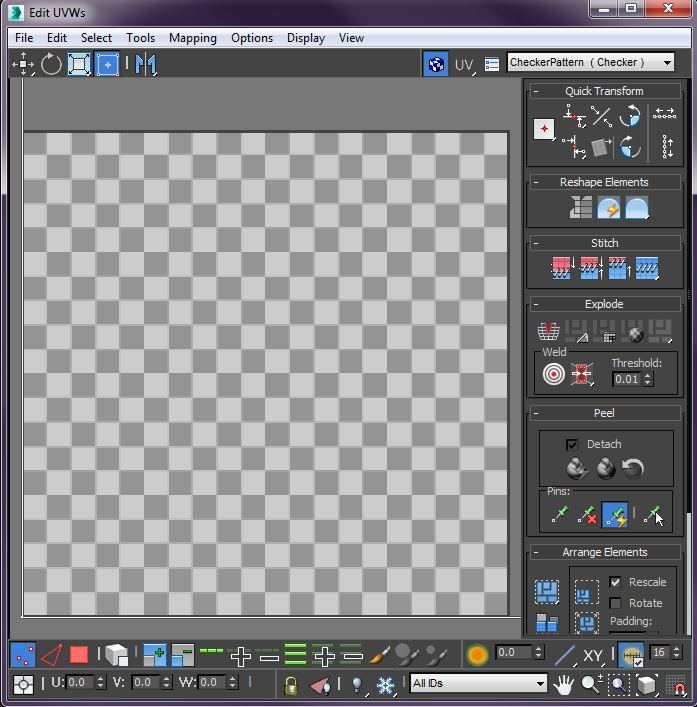 Edit UVWs
File Edit Select Tools Mapping Options Display View
UV CheckerPattern ( Checker )
- Quick Transform
- Reshape Elements
- Stitch
- Explode
Weld
Threshold:
0.01
- Peel
Detach
Pins:
- Arrange Elements
Rescale
Rotate
Padding:
0.0 XY 16
U: 0.0 V: 0.0 W: 0.0 All IDs